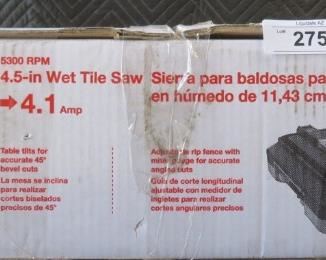 Liquidate AZ
Lot#
275
5300 RPM
4.5-in Wet Tile Saw
4.1 Amp
Table tilts for
accurate 45°
bevel cuts
La mesa se inclina
para realizar
cortes biselados
precisos de 45°
Sierra para baldosas pa
en húmedo de 11,43 cm
Adjustable rip fence with
miter gauge for accurate
angled cuts
Guía de corte longitudinal
ajustable con medidor de
ingletes para realizar
cortes angulares precisos